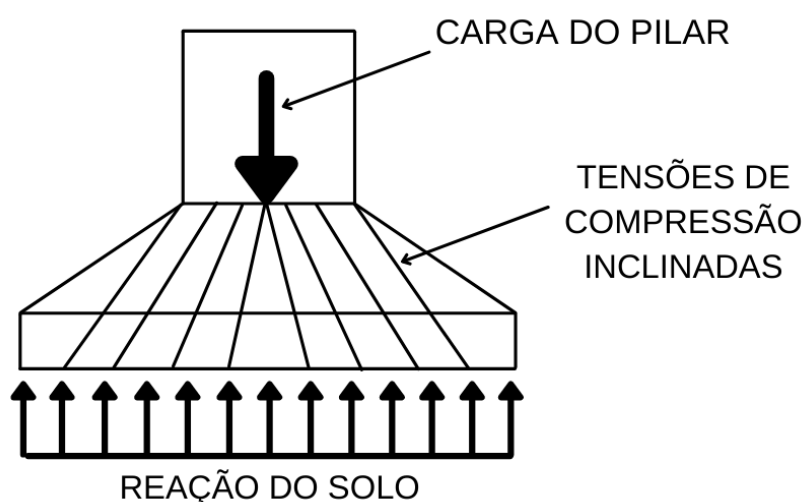 CARGA DO PILAR
TENSÕES DE
COMPRESSÃO
INCLINADAS
REAÇÃO DO SOLO